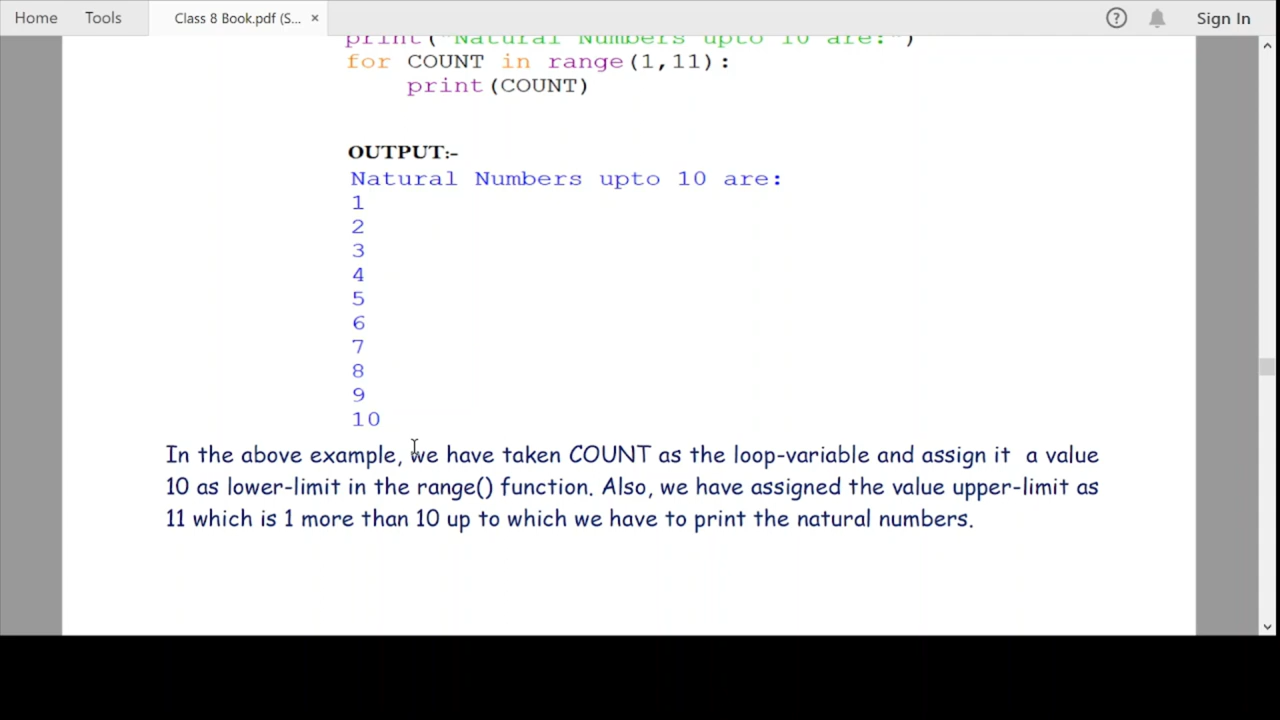 Home Tools Class 8 Book.pdf (S... × ? Sign In
print("Natural Numbers upto 10 are:")
for COUNT in range(1,11):
print(COUNT)
OUTPUT:-
Natural Numbers upto 10 are:
1
2
3
4
5
6
7
8
9
10
In the above example, we have taken COUNT as the loop-variable and assign it a value
10 as lower-limit in the range() function. Also, we have assigned the value upper-limit as
11 which is 1 more than 10 up to which we have to print the natural numbers.